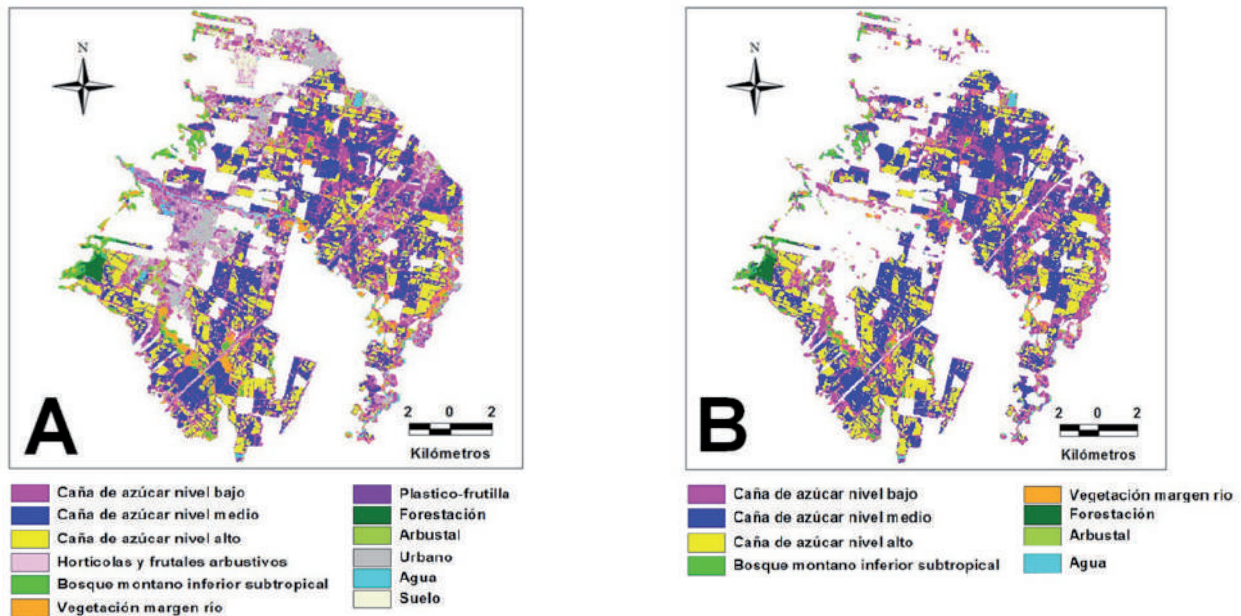 N
A
2 0 2
Kilómetros
Caña de azúcar nivel bajo
Caña de azúcar nivel medio
Caña de azúcar nivel alto
Hortícolas y frutales arbustivos
Bosque montano inferior subtropical
Vegetación margen río
Plastico-frutilla
Forestación
Arbustal
Urbano
Agua
Suelo
N
B
2 0 2
Kilómetros
Caña de azúcar nivel bajo
Caña de azúcar nivel medio
Caña de azúcar nivel alto
Bosque montano inferior subtropical
Vegetación margen río
Forestación
Arbustal
Agua